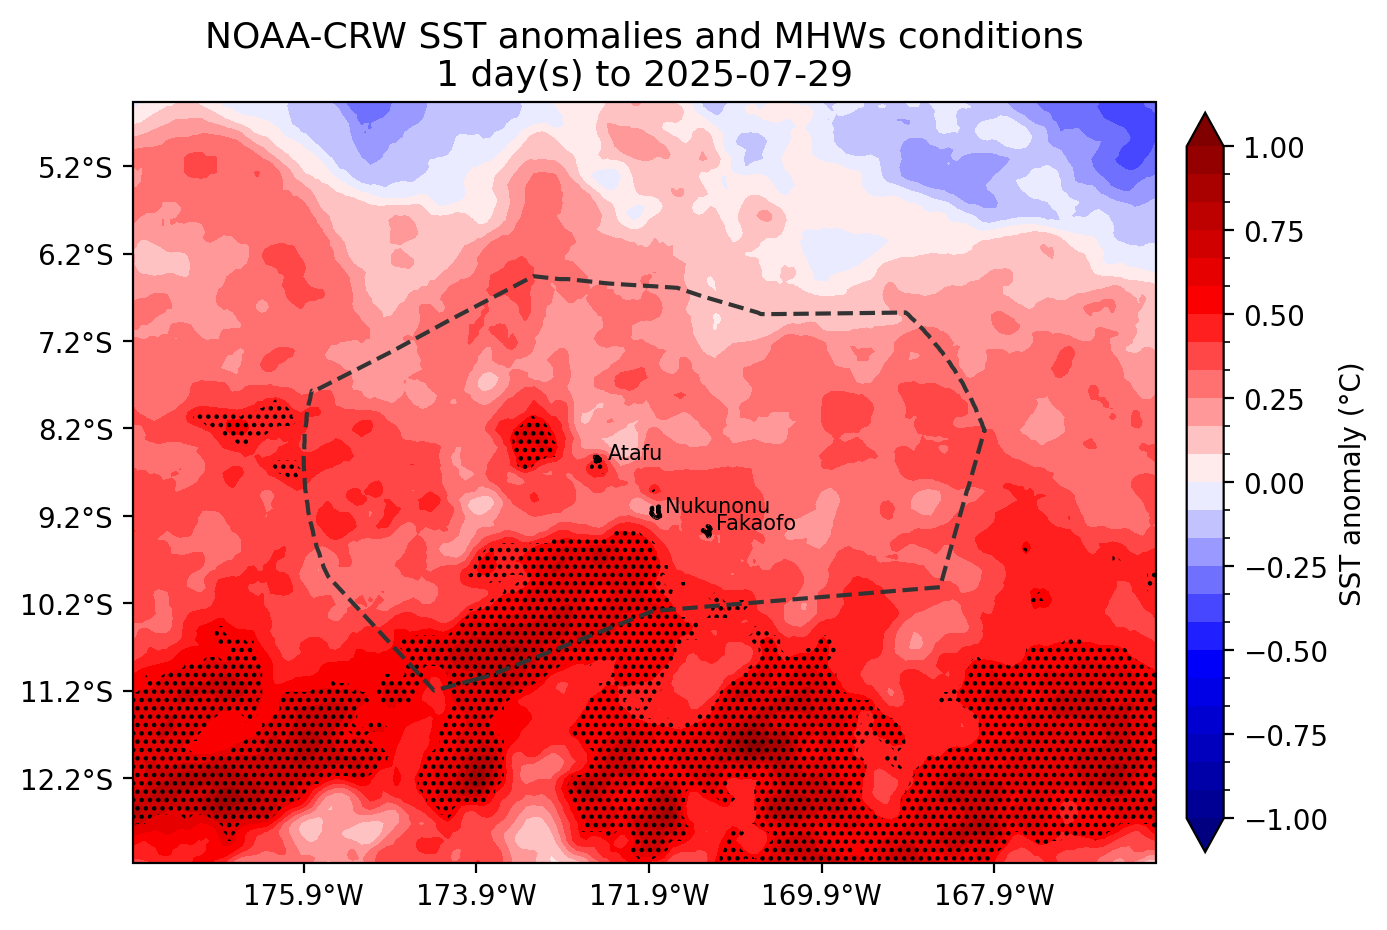 NOAA-CRW SST anomalies and MHWs conditions
1 day(s) to 2025-07-29
5.2°S
6.2°S
7.2°S
8.2°S
9.2°S
10.2°S
11.2°S
12.2°S
Atafu
Nukunonu
Fakaofo
175.9°W
173.9°W
171.9°W
169.9°W
167.9°W
1.00
0.75
0.50
0.25
0.00
−0.25
−0.50
−0.75
−1.00
SST anomaly (°C)